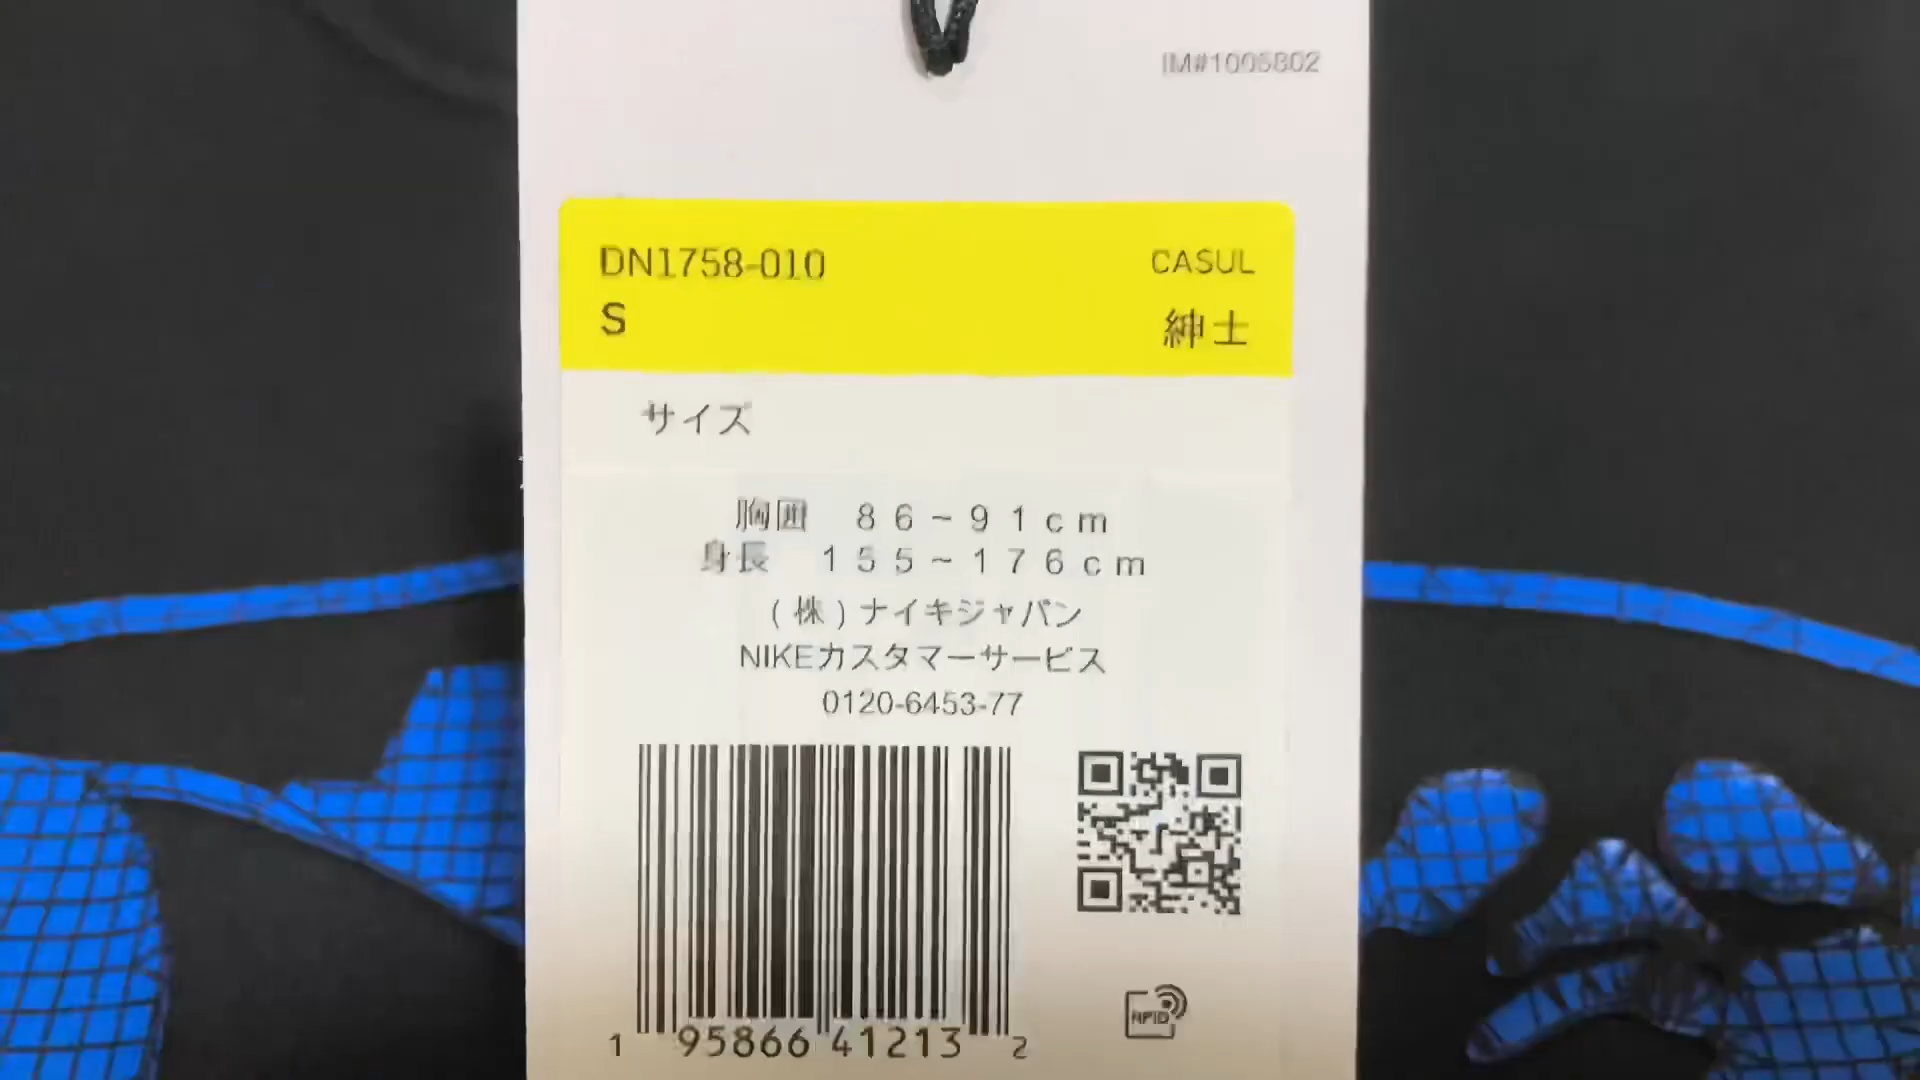 IM#1005802
DN1758-010 CASUL
S 紳士
サイズ
胸囲 86~91cm
身長 155~176cm
(株)ナイキジャパン
NIKEカスタマーサービス
0120-6453-77
RFID
1 95866 41213 2